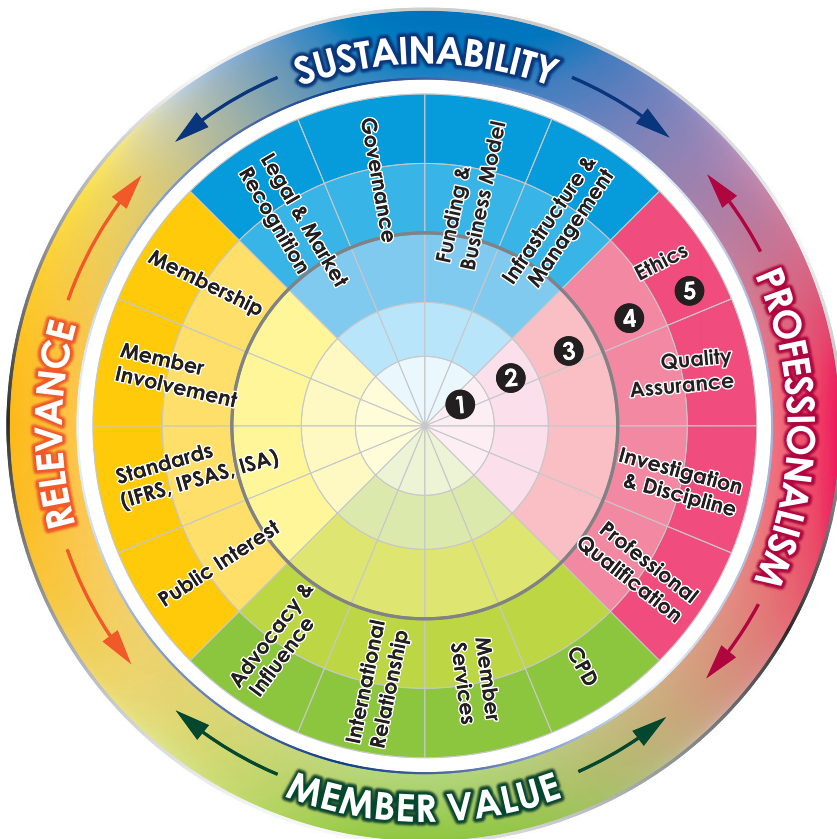 SUSTAINABILITY
Legal & Market
Recognition
Governance
Funding &
Business Model
Infrastructure &
Management
PROFESSIONALISM
Ethics
Quality
Assurance
Investigation
& Discipline
Professional
Qualification
MEMBER VALUE
CPD
Member
Services
International
Relationship
Advocacy &
Influence
RELEVANCE
Public Interest
Standards
(IFRS, IPSAS, ISA)
Member
Involvement
Membership
1
2
3
4
5